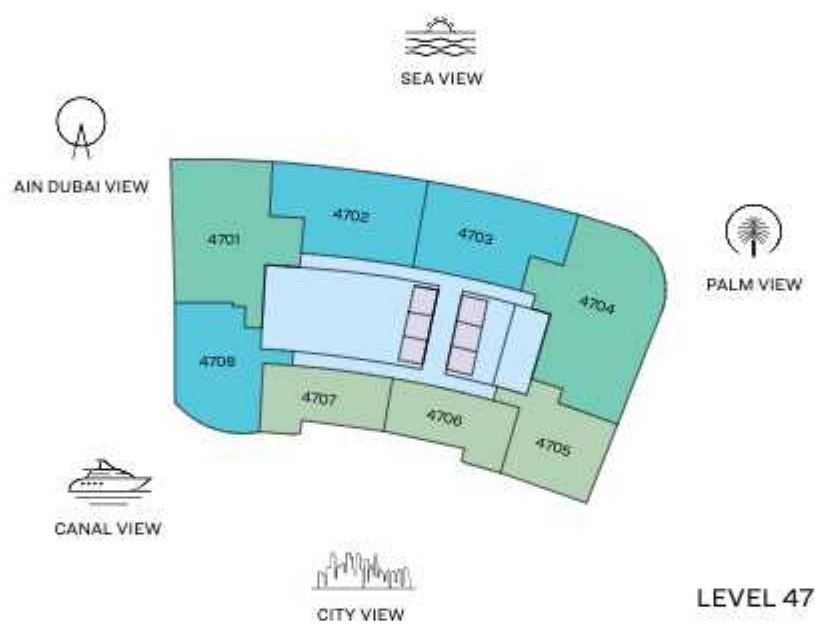 SEA VIEW
AIN DUBAI VIEW
4702
4701
4703
PALM VIEW
4704
4708
4707
4706
4705
CANAL VIEW
CITY VIEW
LEVEL 47